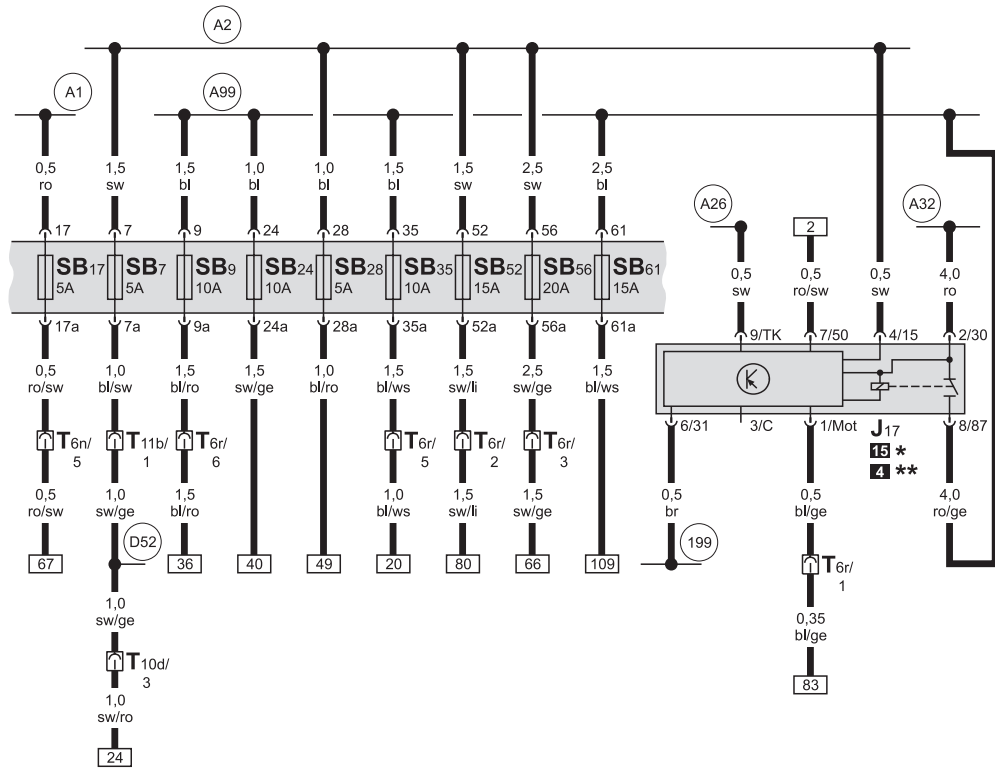 A2
A1
A99
0,5 1,5 1,5 1,0 1,0 1,5 1,5 2,5 2,5
ro sw bl bl bl bl sw sw bl
A26
2
A32
17 7 9 24 28 35 52 56 61
0,5 0,5 0,5 4,0
sw ro/sw sw ro
SB17 SB7 SB9 SB24 SB28 SB35 SB52 SB56 SB61
5A 5A 10A 10A 5A 10A 15A 20A 15A
17a 7a 9a 24a 28a 35a 52a 56a 61a
9/TK 7/50 4/15 2/30
0,5 1,0 1,5 1,5 1,0 1,5 1,5 2,5 1,5
ro/sw bl/sw bl/ro sw/ge bl/ro bl/ws sw/li sw/ge bl/ws
6/31 3/C 1/Mot J17 8/87
15 *
4 **
T6n/ T11b/ T6r/ T6r/ T6r/ T6r/
5 1 6 5 2 3
0,5 1,0 1,5 1,0 1,5 1,5
ro/sw sw/ge bl/ro bl/ws sw/li sw/ge
0,5 0,5 4,0
br bl/ge ro/ge
D52
199
67 36 40 49 20 80 66 109
T6r/
1
1,0
sw/ge
0,35
bl/ge
T10d/
3
83
1,0
sw/ro
24